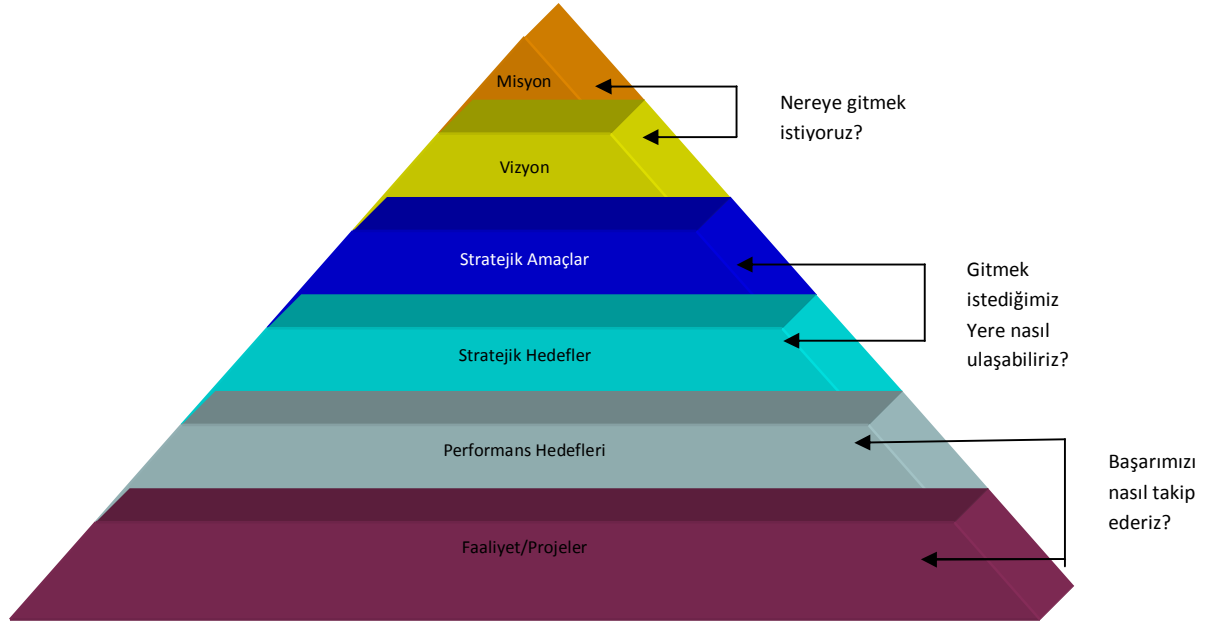 Misyon
Nereye gitmek
istiyoruz?
Vizyon
Stratejik Amaçlar
Gitmek
istediğimiz
Yere nasıl
ulaşabiliriz?
Stratejik Hedefler
Performans Hedefleri
Başarımızı
nasıl takip
ederiz?
Faaliyet/Projeler